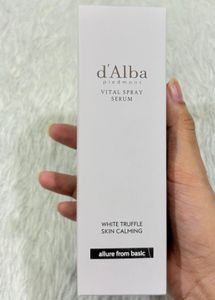 d'Alba
piedmont
VITAL SPRAY
SERUM
WHITE TRUFFLE
SKIN CALMING
allure from basic